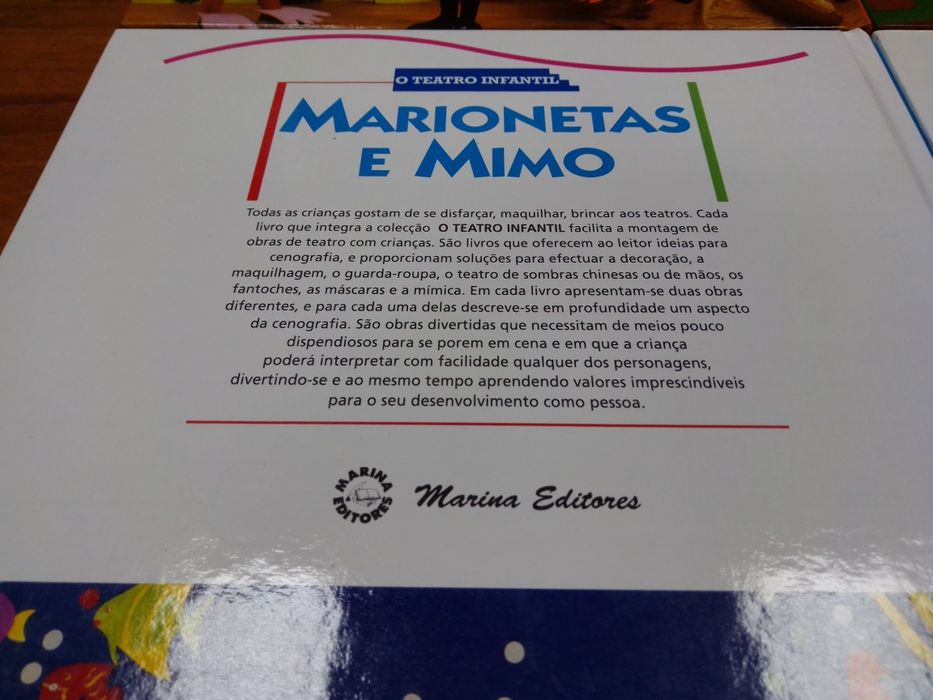 O TEATRO INFANTIL
MARIONETAS
E MIMO
Todas as crianças gostam de se disfarçar, maquilhar, brincar aos teatros. Cada
livro que integra a colecção O TEATRO INFANTIL facilita a montagem de
obras de teatro com crianças. São livros que oferecem ao leitor ideias para
cenografia, e proporcionam soluções para efectuar a decoração, a
maquilhagem, o guarda-roupa, o teatro de sombras chinesas ou de mãos, os
fantoches, as máscaras e a mímica. Em cada livro apresentam-se duas obras
diferentes, e para cada uma delas descreve-se em profundidade um aspecto
da cenografia. São obras divertidas que necessitam de meios pouco
dispendiosos para se porem em cena e em que a criança
poderá interpretar com facilidade qualquer dos personagens,
divertindo-se e ao mesmo tempo aprendendo valores imprescindíveis
para o seu desenvolvimento como pessoa.
MARINA
EDITORES
Marina Editores